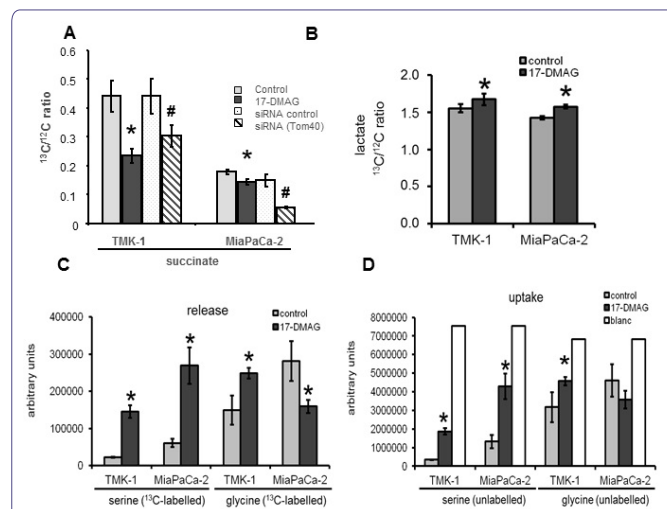 A
0.6
0.5
0.4
0.3
0.2
0.1
0
¹³C/¹²C ratio
*
#
*
#
Control
17-DMAG
siRNA control
siRNA (Tom40)
TMK-1
MiaPaCa-2
succinate
B
2.0
1.5
1.0
0.5
0.0
lactate
¹³C/¹²C ratio
*
*
control
17-DMAG
TMK-1
MiaPaCa-2
C
release
400000
300000
200000
100000
0
arbitrary units
*
*
*
*
control
17-DMAG
TMK-1
MiaPaCa-2
TMK-1
MiaPaCa-2
serine (¹³C-labelled)
glycine (¹³C-labelled)
D
uptake
8000000
7000000
6000000
5000000
4000000
3000000
2000000
1000000
0
arbitrary units
*
*
*
control
17-DMAG
blanc
TMK-1
MiaPaCa-2
TMK-1
MiaPaCa-2
serine (unlabelled)
glycine (unlabelled)